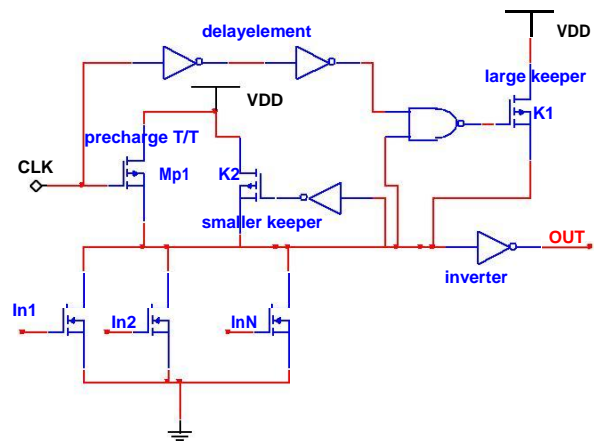 delayelement
VDD
large keeper
VDD
K1
precharge T/T
CLK
Mp1
K2
smaller keeper
OUT
inverter
In1
In2
InN